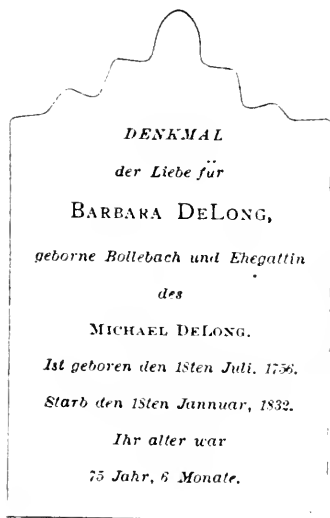 DENKMAL
der Liebe für
BARBARA DELONG,
geborne Bollebach und Ehegattin
des
MICHAEL DELONG.
Ist geboren den 18ten Juli. 1756.
Starb den 18ten Jannuar, 1832.
Ihr alter war
75 Jahr, 6 Monate.